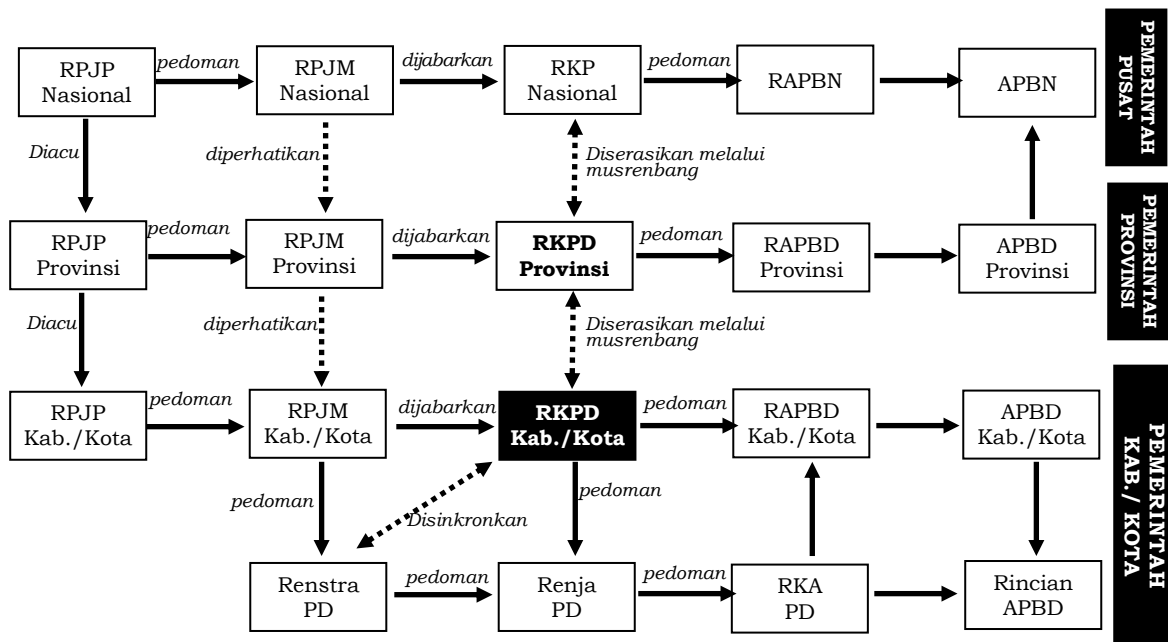 RPJP
Nasional
pedoman
RPJM
Nasional
dijabarkan
RKP
Nasional
pedoman
RAPBN
APBN
PEMERINTAH
PUSAT
Diacu
diperhatikan
Diserasikan melalui
musrenbang
RPJP
Provinsi
pedoman
RPJM
Provinsi
dijabarkan
RKPD
Provinsi
pedoman
RAPBD
Provinsi
APBD
Provinsi
PEMERINTAH
PROVINSI
Diacu
diperhatikan
Diserasikan melalui
musrenbang
RPJP
Kab./Kota
pedoman
RPJM
Kab./Kota
dijabarkan
RKPD
Kab./Kota
pedoman
RAPBD
Kab./Kota
APBD
Kab./Kota
PEMERINTAH
KAB./ KOTA
pedoman
Disinkronkan
pedoman
Renstra
PD
pedoman
Renja
PD
pedoman
RKA
PD
Rincian
APBD